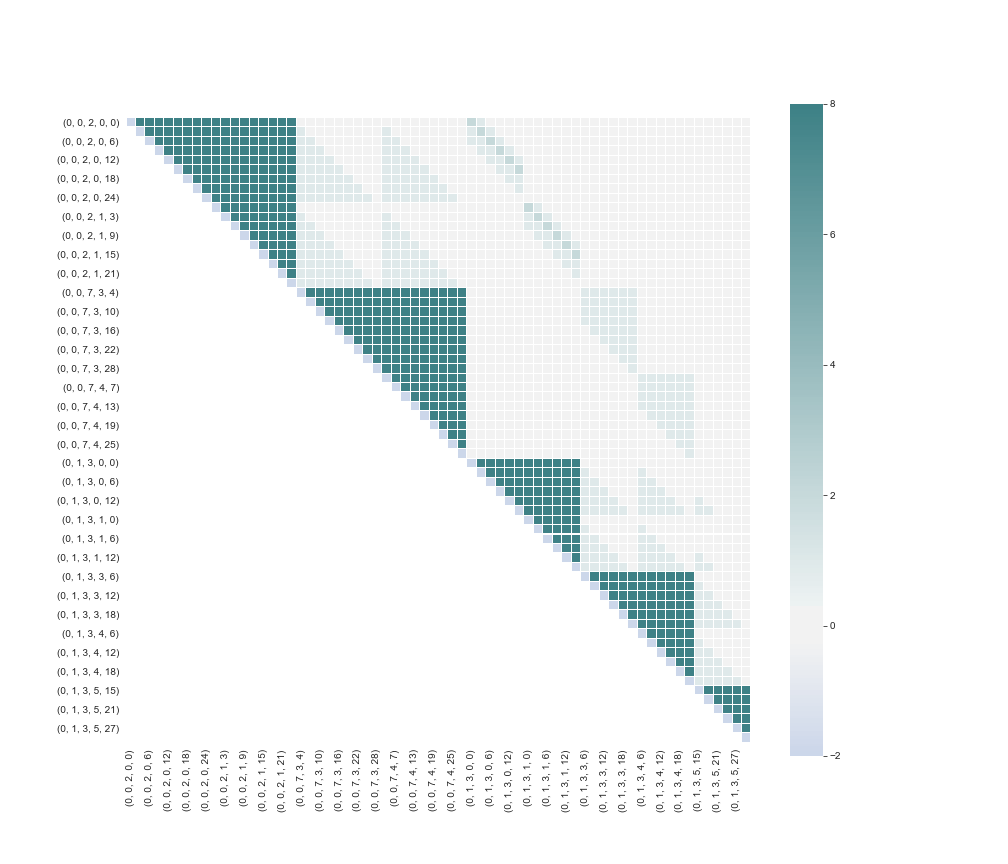 (0, 0, 2, 0, 0)
(0, 0, 2, 0, 6)
(0, 0, 2, 0, 12)
(0, 0, 2, 0, 18)
(0, 0, 2, 0, 24)
(0, 0, 2, 1, 3)
(0, 0, 2, 1, 9)
(0, 0, 2, 1, 15)
(0, 0, 2, 1, 21)
(0, 0, 7, 3, 4)
(0, 0, 7, 3, 10)
(0, 0, 7, 3, 16)
(0, 0, 7, 3, 22)
(0, 0, 7, 3, 28)
(0, 0, 7, 4, 7)
(0, 0, 7, 4, 13)
(0, 0, 7, 4, 19)
(0, 0, 7, 4, 25)
(0, 1, 3, 0, 0)
(0, 1, 3, 0, 6)
(0, 1, 3, 0, 12)
(0, 1, 3, 1, 0)
(0, 1, 3, 1, 6)
(0, 1, 3, 1, 12)
(0, 1, 3, 3, 6)
(0, 1, 3, 3, 12)
(0, 1, 3, 3, 18)
(0, 1, 3, 4, 6)
(0, 1, 3, 4, 12)
(0, 1, 3, 4, 18)
(0, 1, 3, 5, 15)
(0, 1, 3, 5, 21)
(0, 1, 3, 5, 27)
(0, 0, 2, 0, 0)
(0, 0, 2, 0, 6)
(0, 0, 2, 0, 12)
(0, 0, 2, 0, 18)
(0, 0, 2, 0, 24)
(0, 0, 2, 1, 3)
(0, 0, 2, 1, 9)
(0, 0, 2, 1, 15)
(0, 0, 2, 1, 21)
(0, 0, 7, 3, 4)
(0, 0, 7, 3, 10)
(0, 0, 7, 3, 16)
(0, 0, 7, 3, 22)
(0, 0, 7, 3, 28)
(0, 0, 7, 4, 7)
(0, 0, 7, 4, 13)
(0, 0, 7, 4, 19)
(0, 0, 7, 4, 25)
(0, 1, 3, 0, 0)
(0, 1, 3, 0, 6)
(0, 1, 3, 0, 12)
(0, 1, 3, 1, 0)
(0, 1, 3, 1, 6)
(0, 1, 3, 1, 12)
(0, 1, 3, 3, 6)
(0, 1, 3, 3, 12)
(0, 1, 3, 3, 18)
(0, 1, 3, 4, 6)
(0, 1, 3, 4, 12)
(0, 1, 3, 4, 18)
(0, 1, 3, 5, 15)
(0, 1, 3, 5, 21)
(0, 1, 3, 5, 27)
8
6
4
2
0
−2